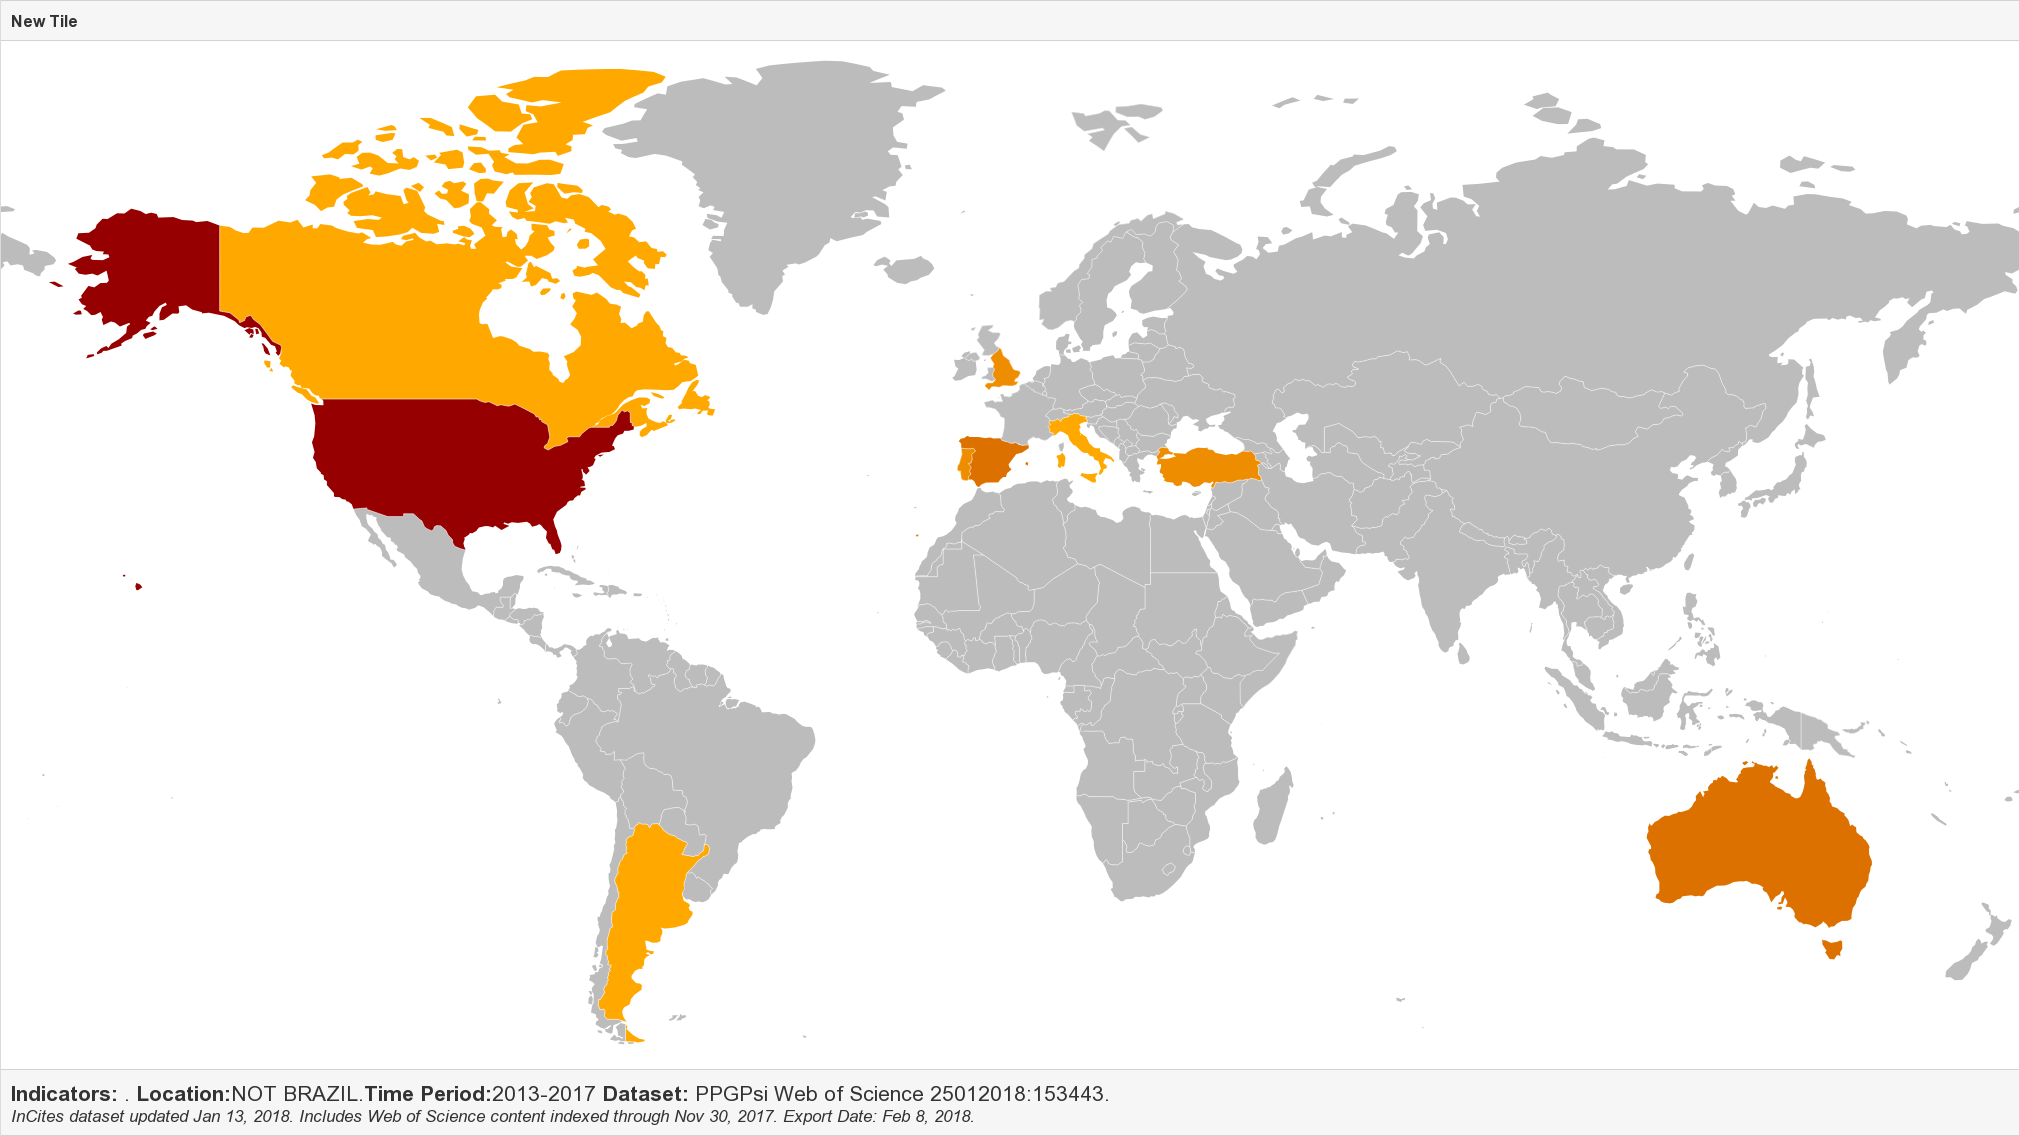 New Tile
Indicators: . Location:NOT BRAZIL.Time Period:2013-2017 Dataset: PPGPsi Web of Science 25012018:153443.
InCites dataset updated Jan 13, 2018. Includes Web of Science content indexed through Nov 30, 2017. Export Date: Feb 8, 2018.